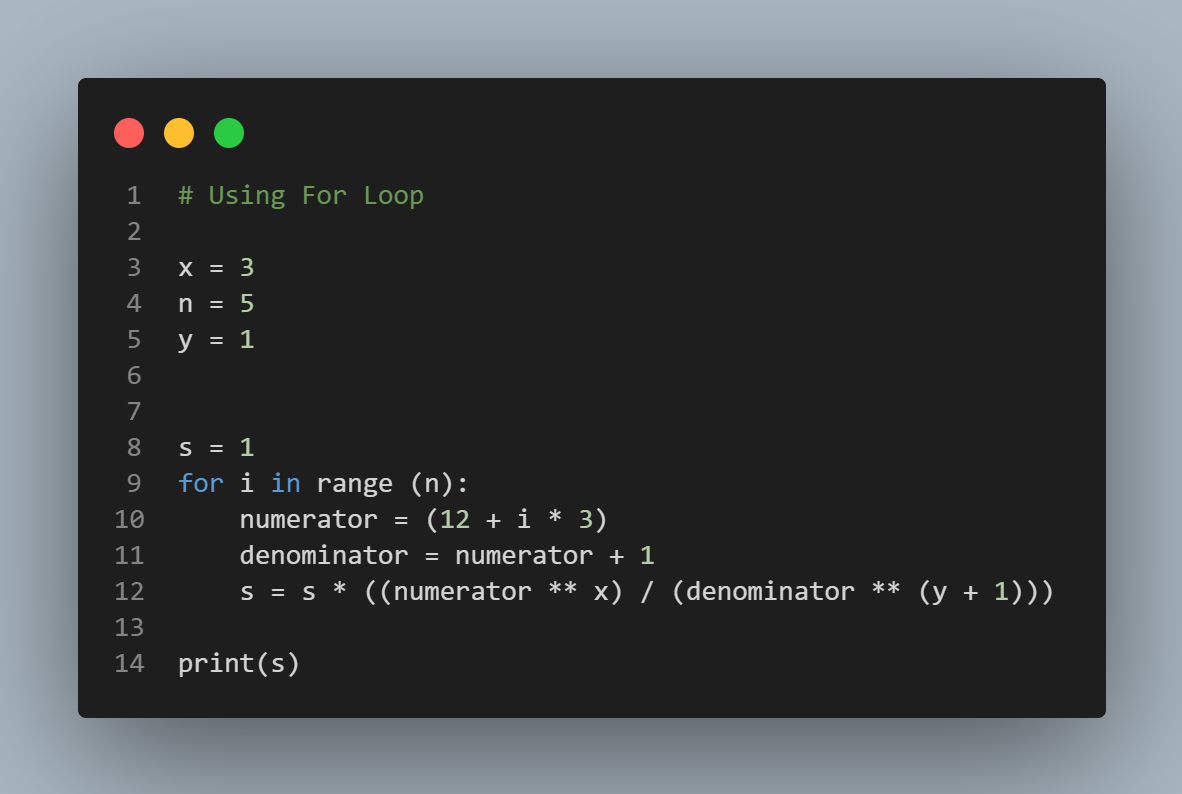 1 # Using For Loop
2
3 x = 3
4 n = 5
5 y = 1
6
7
8 s = 1
9 for i in range (n):
10     numerator = (12 + i * 3)
11     denominator = numerator + 1
12     s = s * ((numerator ** x) / (denominator ** (y + 1)))
13
14 print(s)